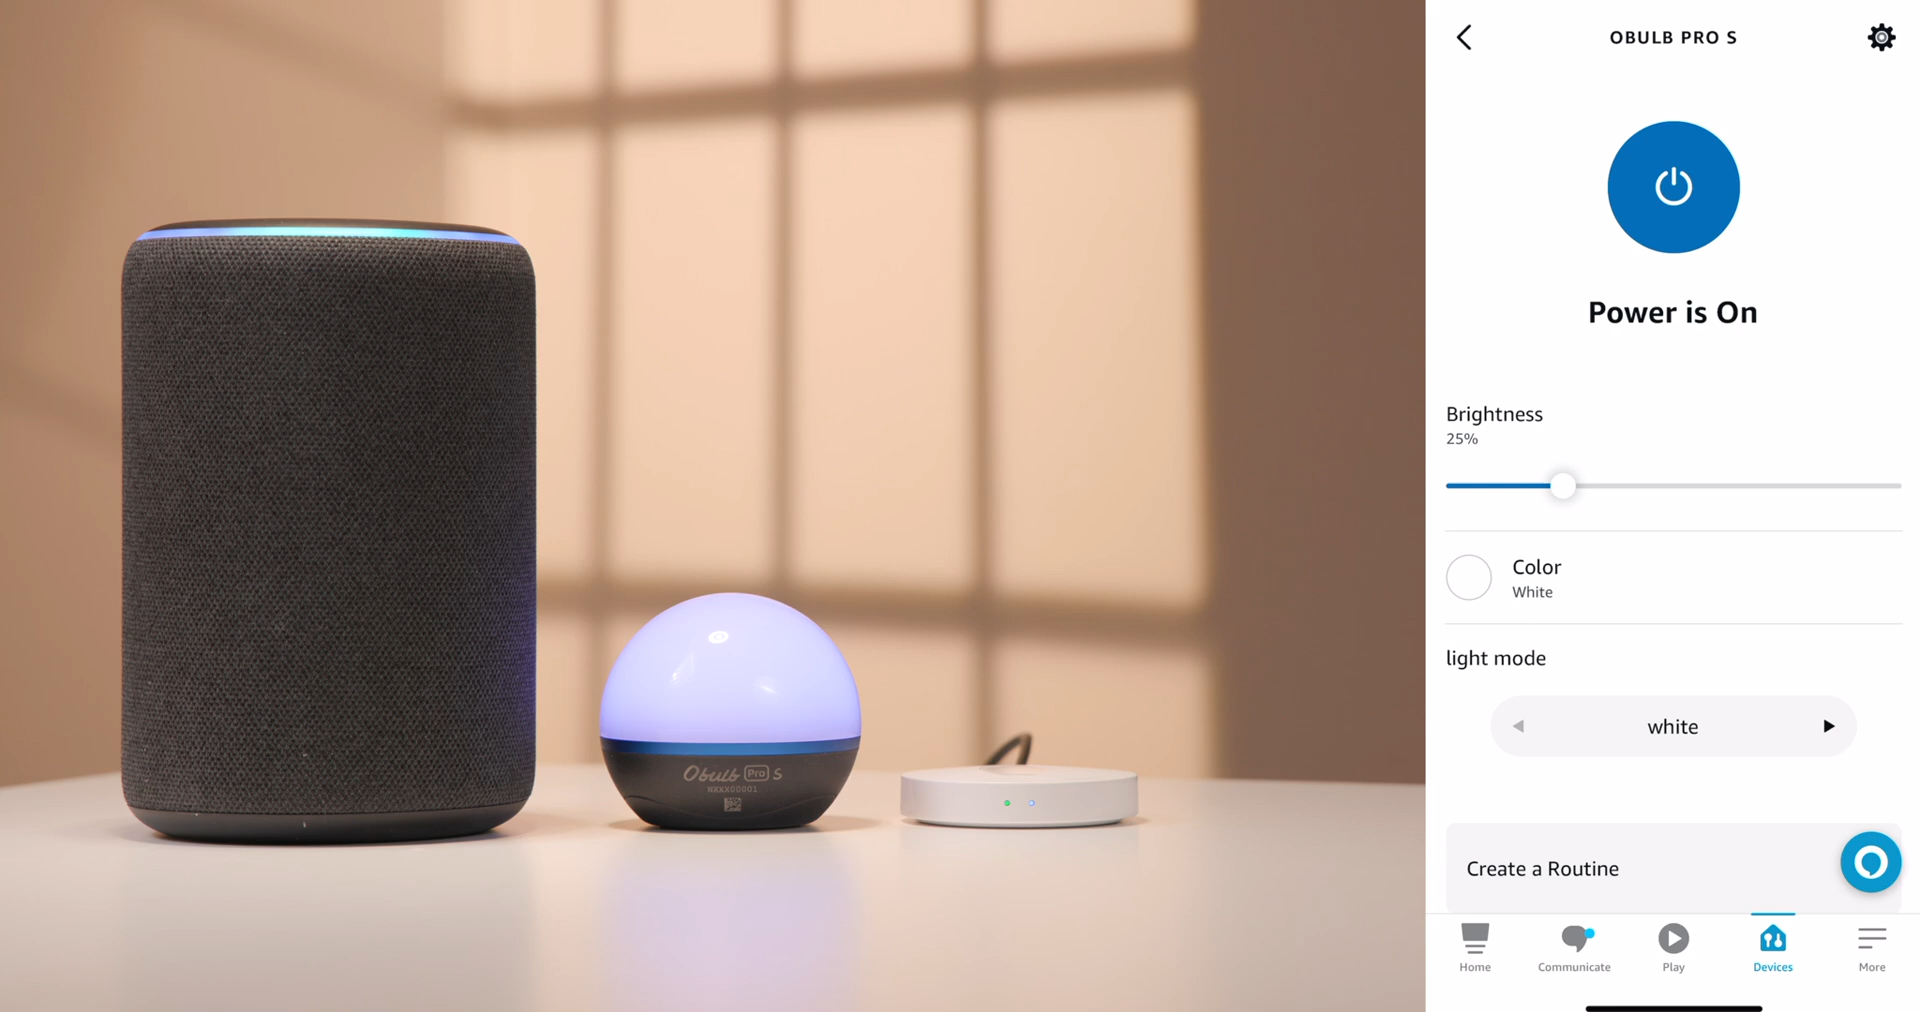 Obulb Pro S
NXXX00001
OBULB PRO S
Power is On
Brightness
25%
Color
White
light mode
white
Create a Routine
Home
Communicate
Play
Devices
More